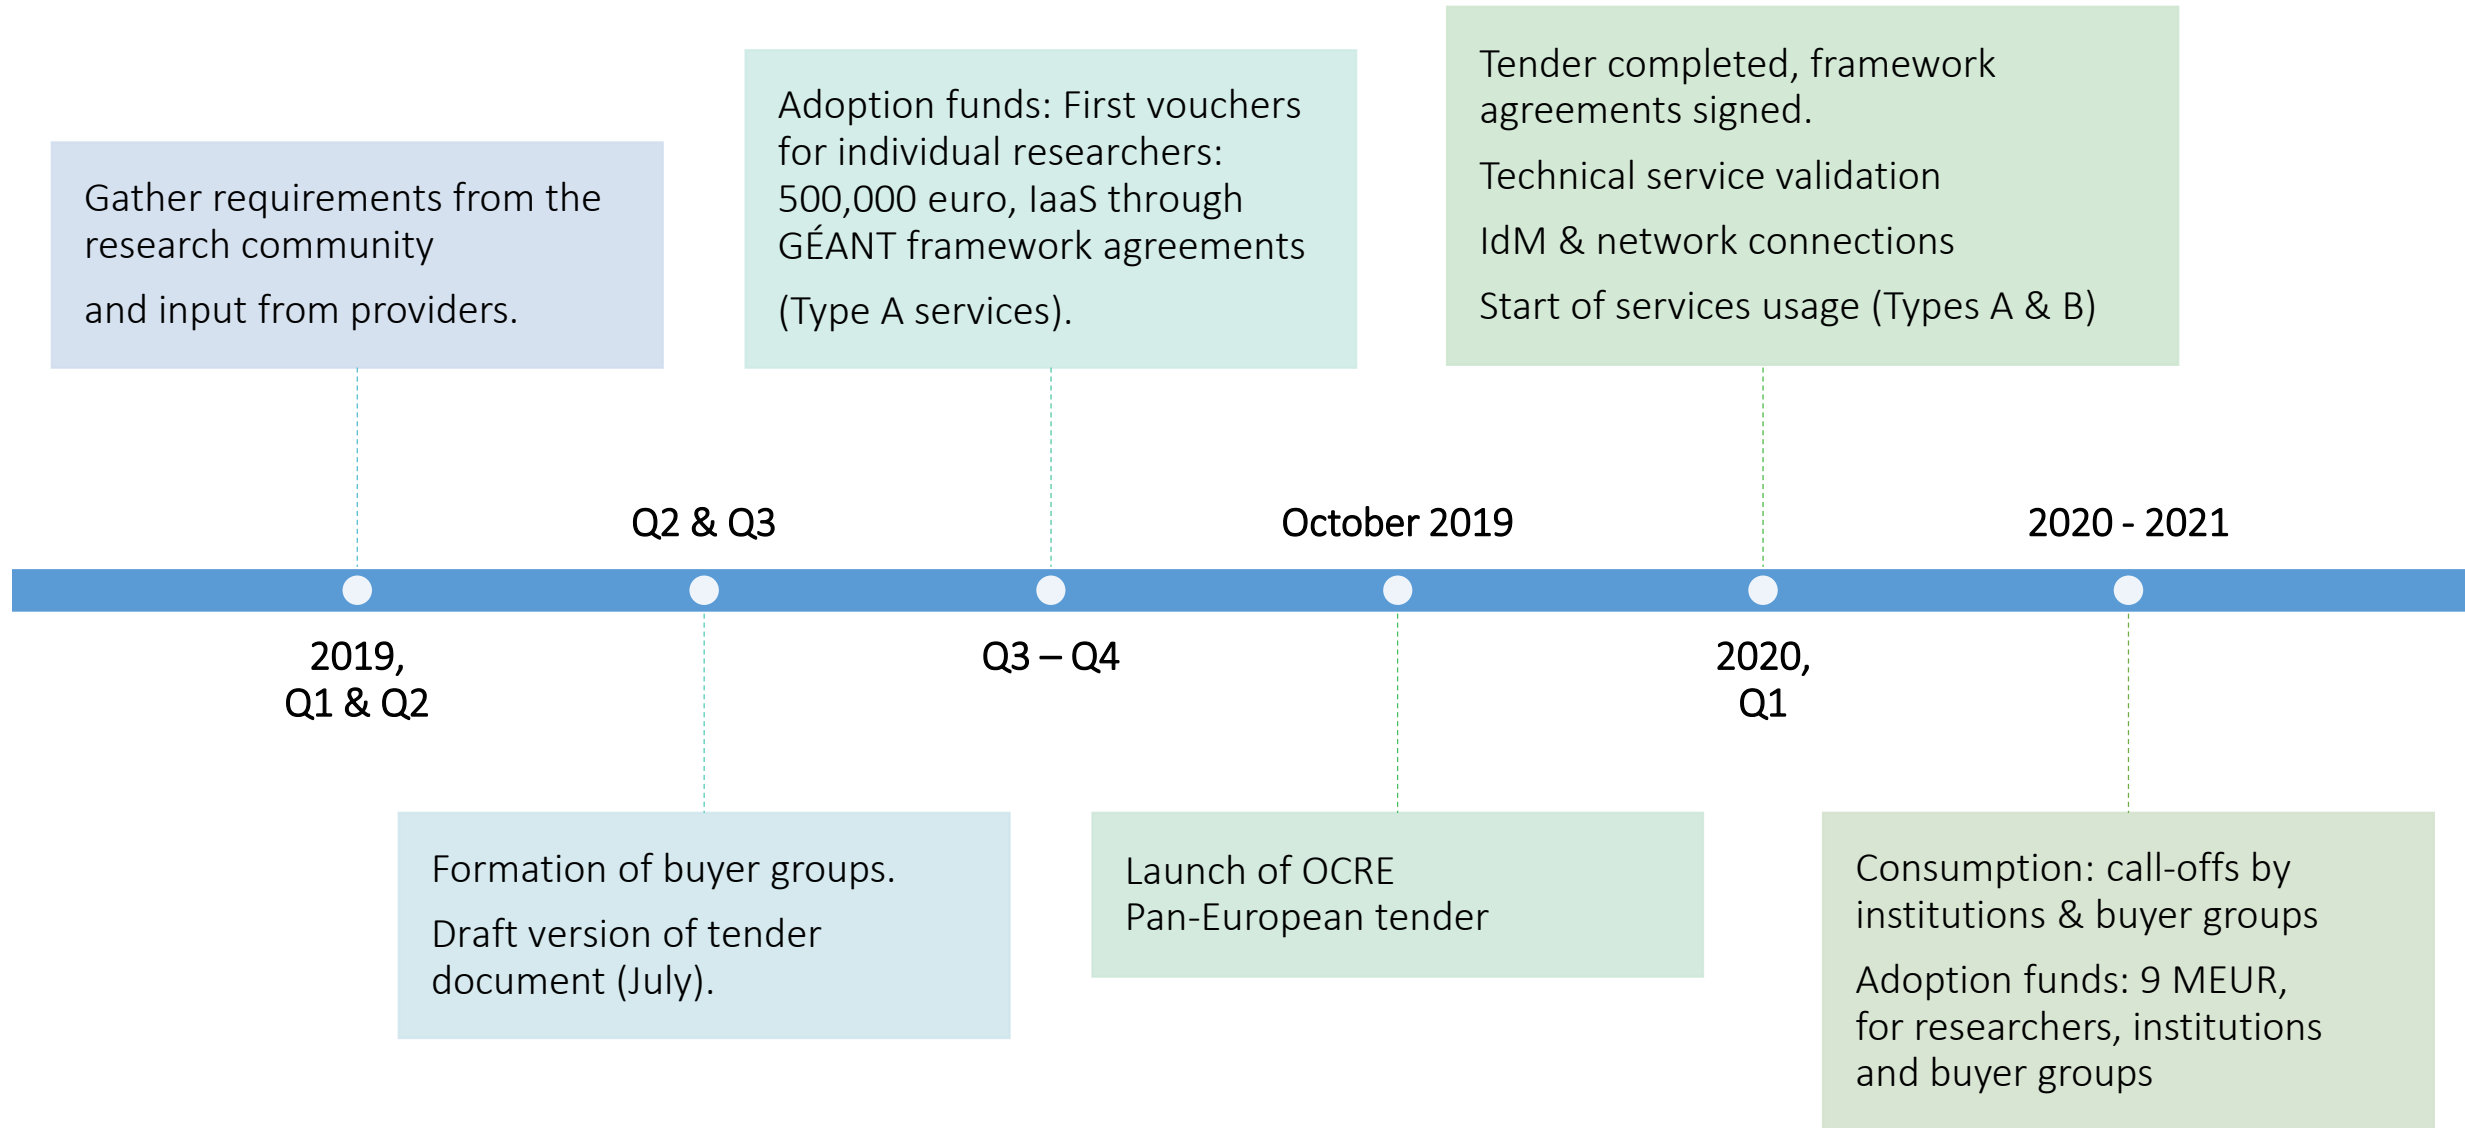 Gather requirements from the
research community
and input from providers.
Adoption funds: First vouchers
for individual researchers:
500,000 euro, IaaS through
GÉANT framework agreements
(Type A services).
Tender completed, framework
agreements signed.
Technical service validation
IdM & network connections
Start of services usage (Types A & B)
Q2 & Q3
October 2019
2020 - 2021
2019,
Q1 & Q2
Q3 – Q4
2020,
Q1
Formation of buyer groups.
Draft version of tender
document (July).
Launch of OCRE
Pan-European tender
Consumption: call-offs by
institutions & buyer groups
Adoption funds: 9 MEUR,
for researchers, institutions
and buyer groups